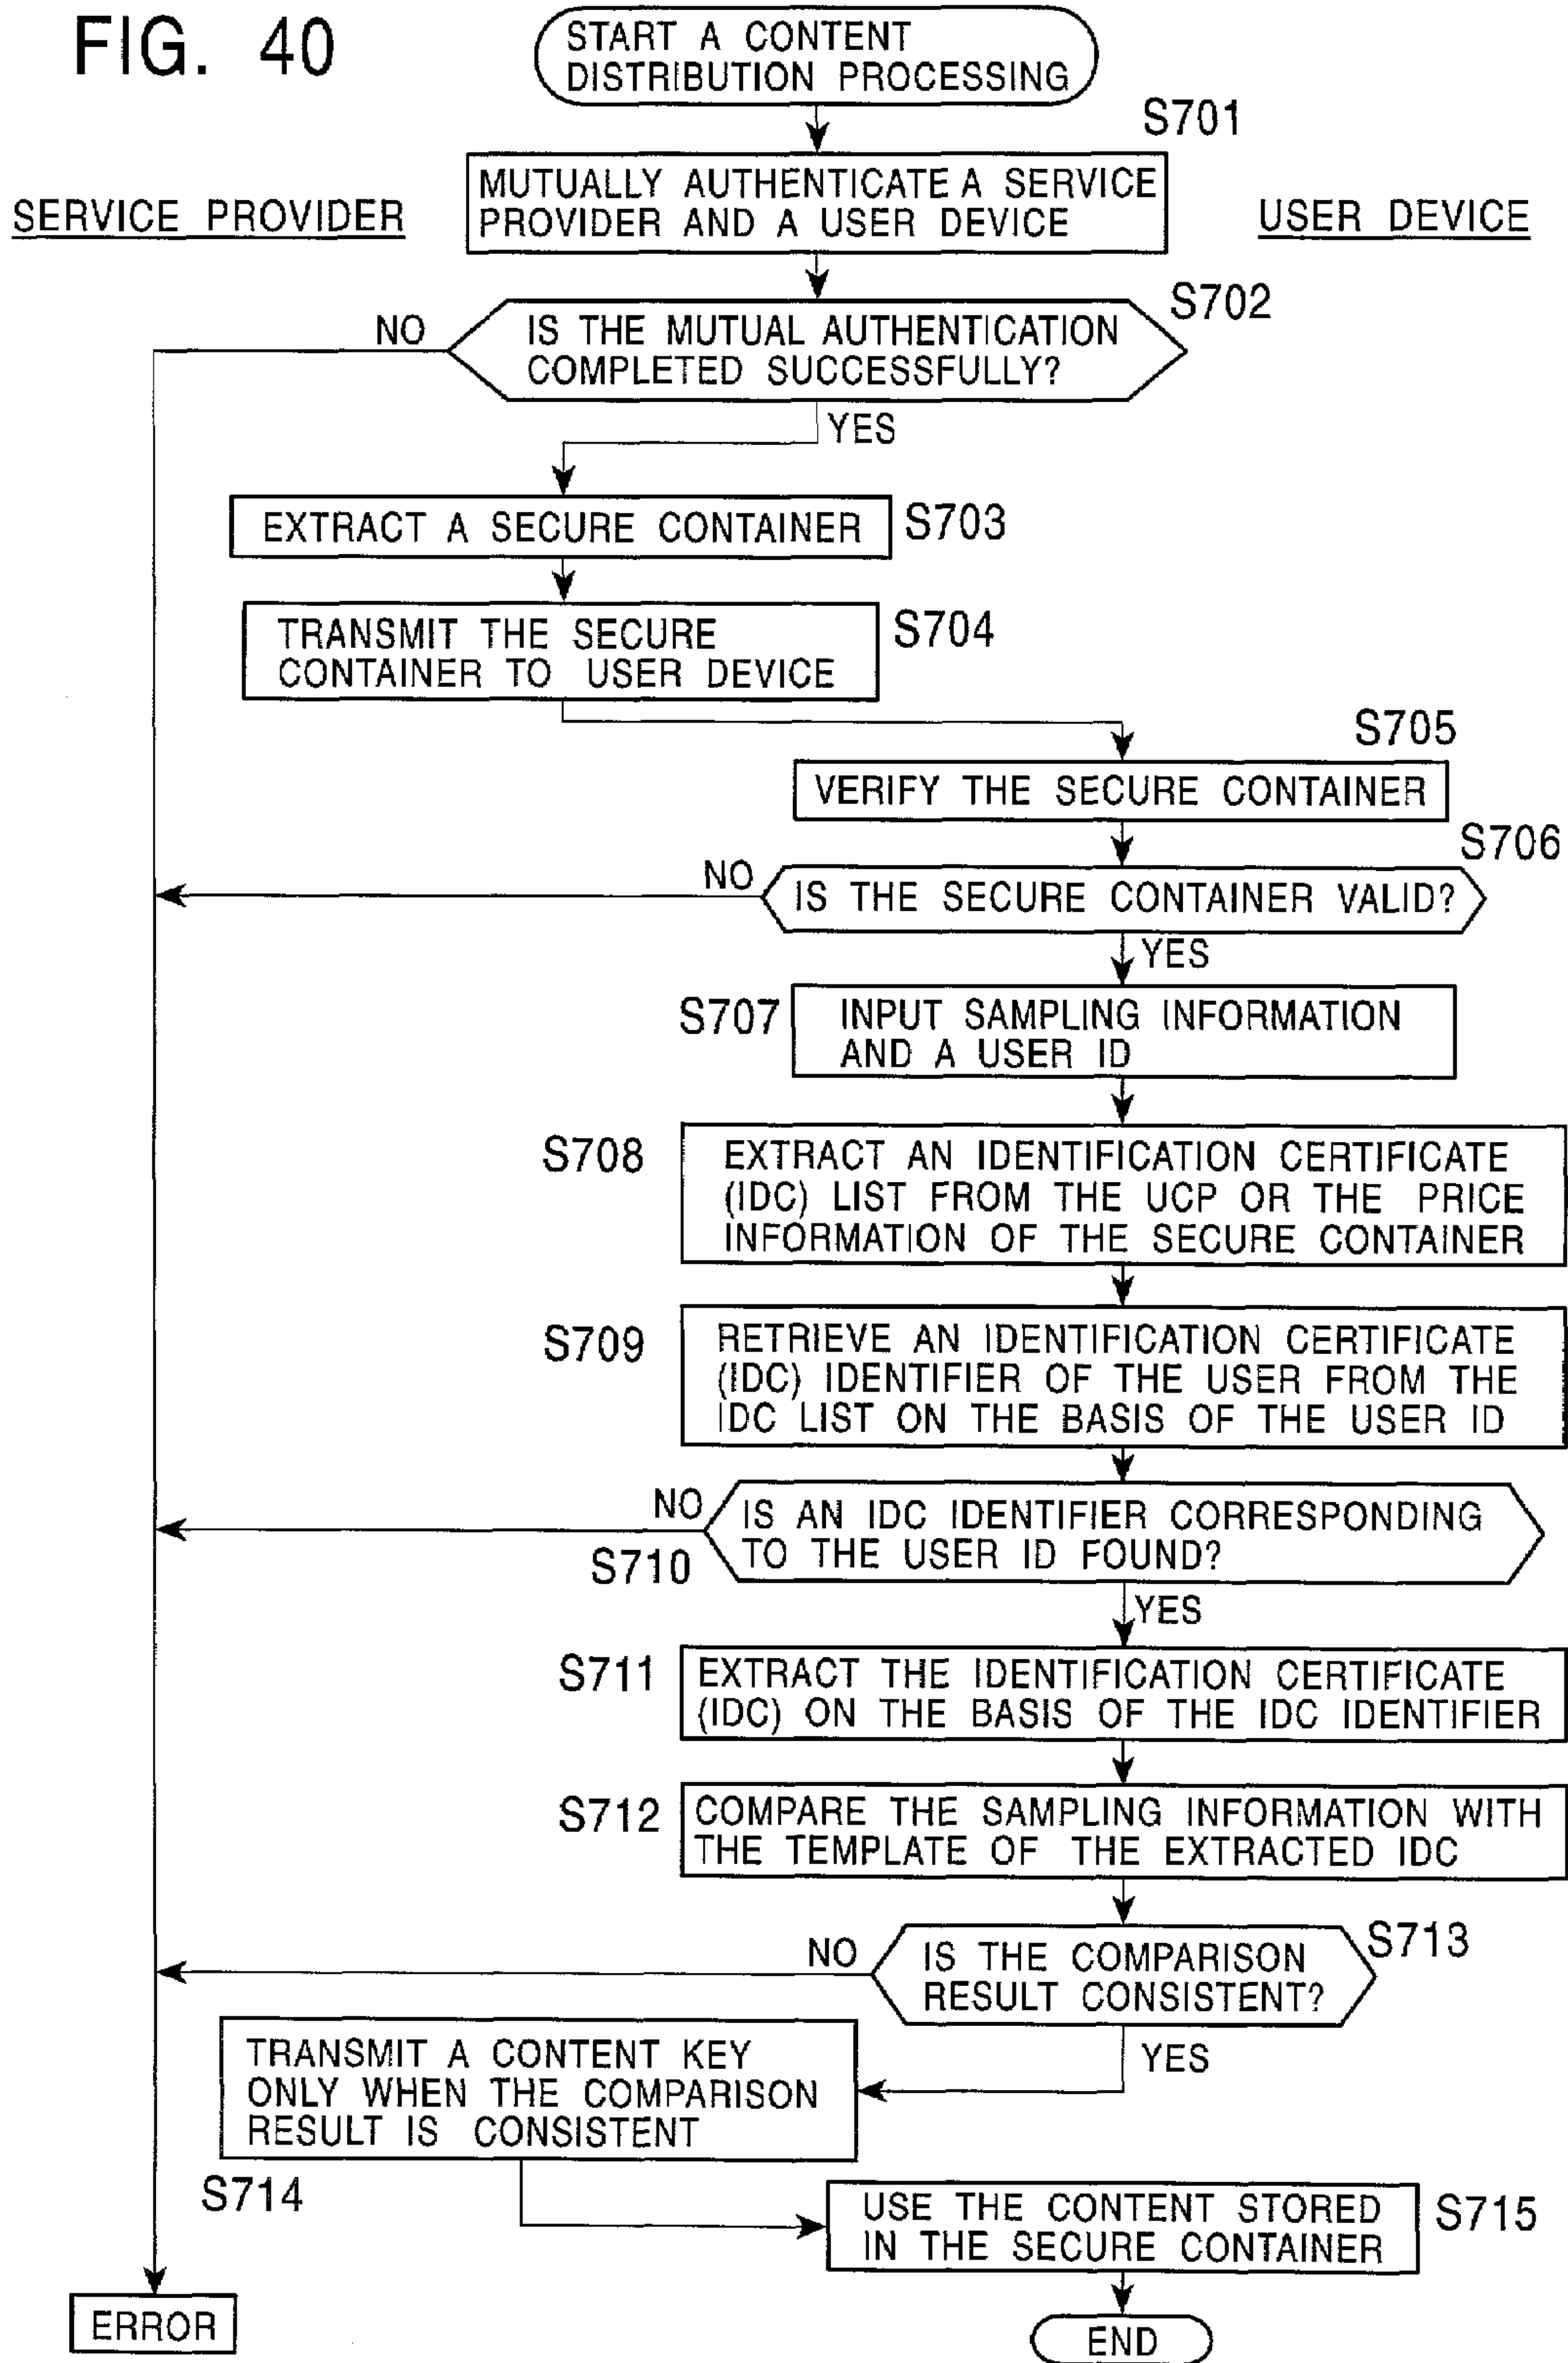 FIG. 40
START A CONTENT
DISTRIBUTION PROCESSING
S701
MUTUALLY AUTHENTICATE A SERVICE
PROVIDER AND A USER DEVICE
SERVICE PROVIDER
USER DEVICE
S702
NO
IS THE MUTUAL AUTHENTICATION
COMPLETED SUCCESSFULLY?
YES
EXTRACT A SECURE CONTAINER
S703
TRANSMIT THE SECURE
CONTAINER TO USER DEVICE
S704
S705
VERIFY THE SECURE CONTAINER
S706
NO
IS THE SECURE CONTAINER VALID?
YES
S707
INPUT SAMPLING INFORMATION
AND A USER ID
S708
EXTRACT AN IDENTIFICATION CERTIFICATE
(IDC) LIST FROM THE UCP OR THE PRICE
INFORMATION OF THE SECURE CONTAINER
S709
RETRIEVE AN IDENTIFICATION CERTIFICATE
(IDC) IDENTIFIER OF THE USER FROM THE
IDC LIST ON THE BASIS OF THE USER ID
NO
IS AN IDC IDENTIFIER CORRESPONDING
TO THE USER ID FOUND?
S710
YES
S711
EXTRACT THE IDENTIFICATION CERTIFICATE
(IDC) ON THE BASIS OF THE IDC IDENTIFIER
S712
COMPARE THE SAMPLING INFORMATION WITH
THE TEMPLATE OF THE EXTRACTED IDC
S713
NO
IS THE COMPARISON
RESULT CONSISTENT?
YES
TRANSMIT A CONTENT KEY
ONLY WHEN THE COMPARISON
RESULT IS CONSISTENT
S714
USE THE CONTENT STORED
IN THE SECURE CONTAINER
S715
ERROR
END